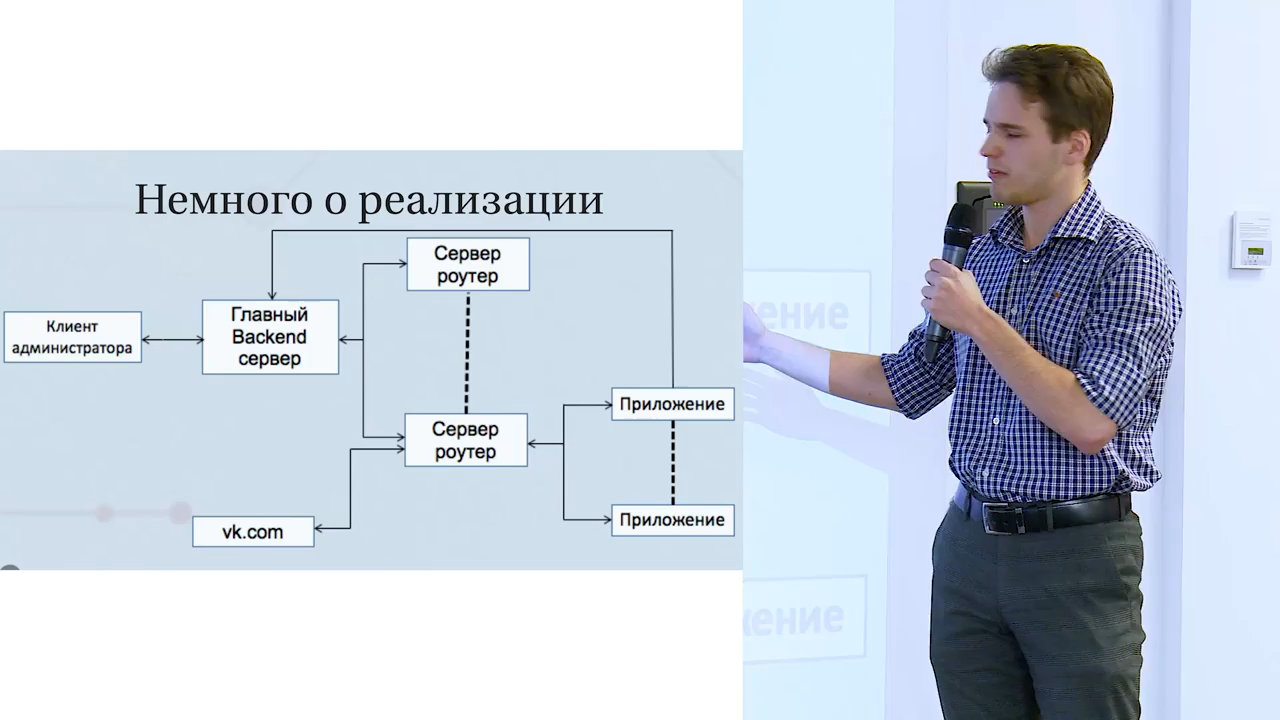 Немного о реализации
Сервер
роутер
Клиент
администратора
Главный
Backend
сервер
Приложение
Сервер
роутер
vk.com
Приложение